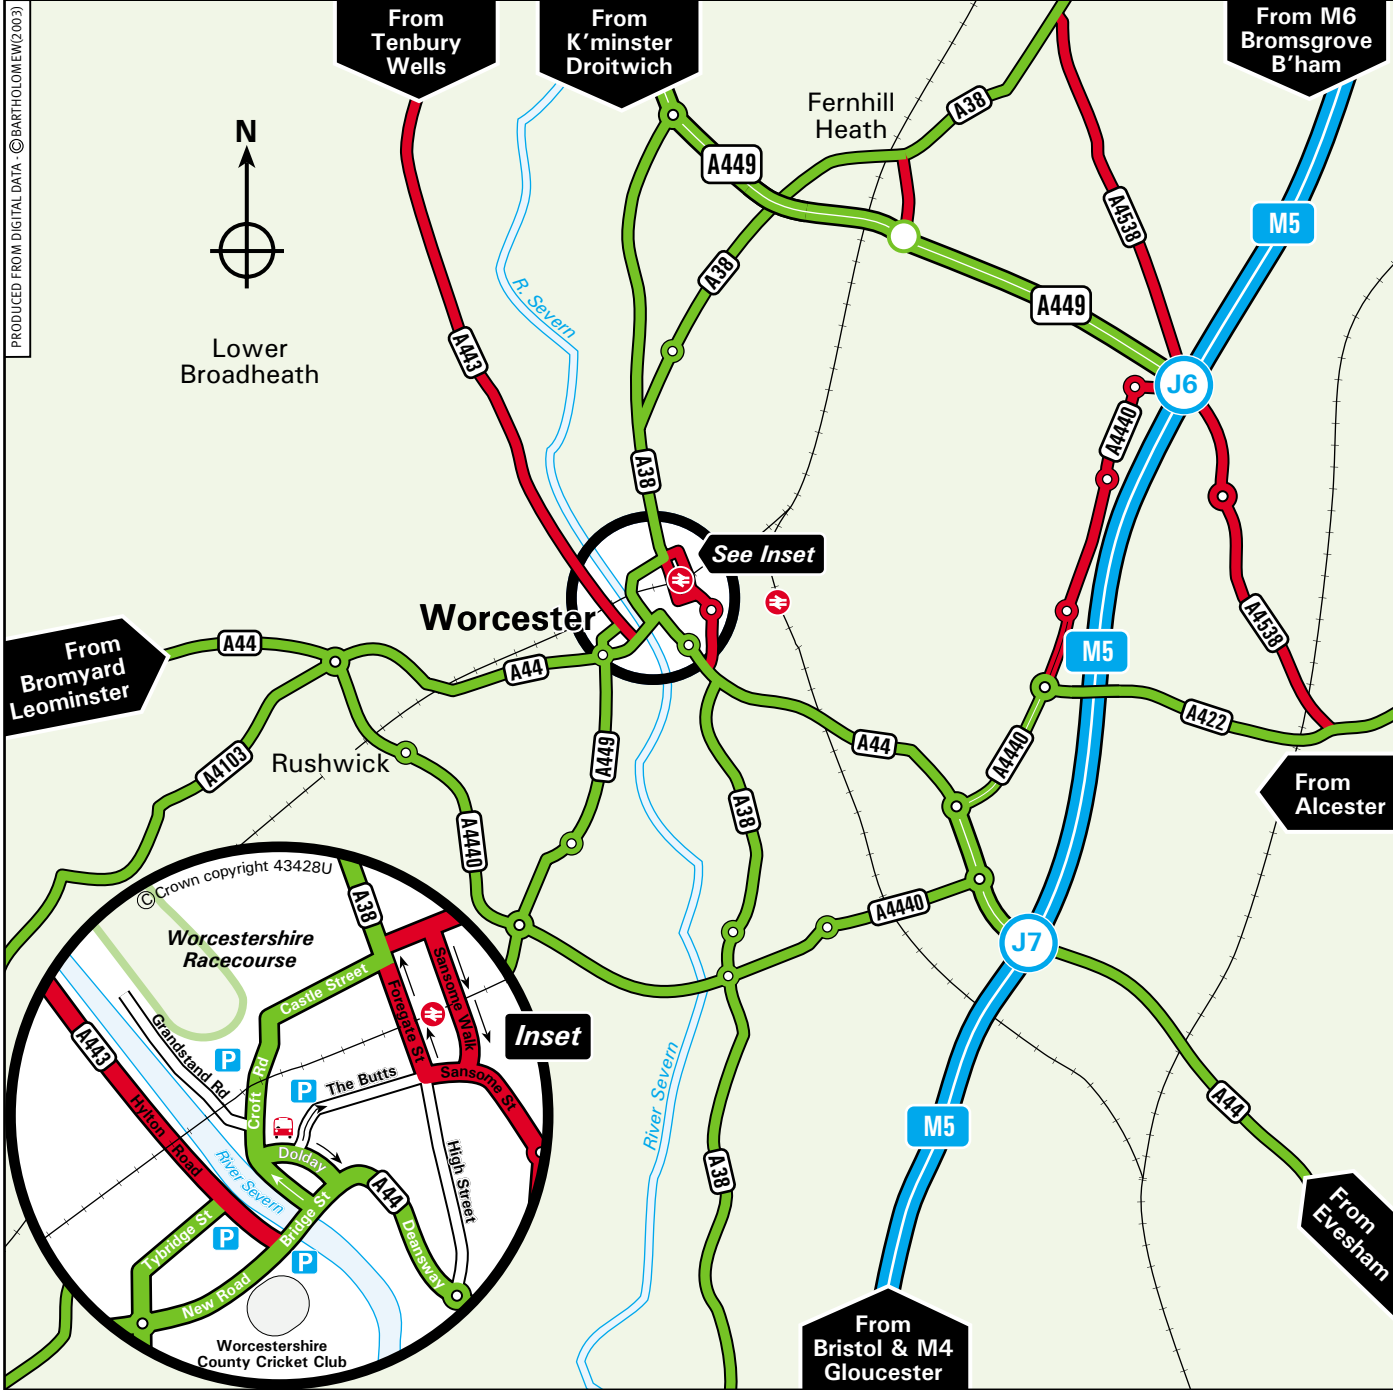 PRODUCED FROM DIGITAL DATA - © BARTHOLOMEW(2003)
From
Tenbury
Wells
From
K'minster
Droitwich
From M6
Bromsgrove
B'ham
N
Fernhill
Heath
A38
A449
A4538
M5
A38
R. Severn
A449
A443
Lower
Broadheath
J6
A4440
A38
See Inset
Worcester
A4538
From
Bromyard
Leominster
A44
A44
M5
A422
A4103
Rushwick
A449
A44
A4440
From
Alcester
A38
A4440
A4440
J7
River Severn
M5
A44
A38
From
Evesham
From
Bristol & M4
Gloucester
Inset
© Crown copyright 43428U
A38
Worcestershire
Racecourse
Castle Street
Foregate St
Sansome Walk
Grandstand Rd
A443
P
Croft Rd
P
The Butts
Sansome St
Hylton Road
Dolday
High Street
River Severn
A44
Tybridge St
P
Bridge St
Deansway
P
New Road
Worcestershire
County Cricket Club